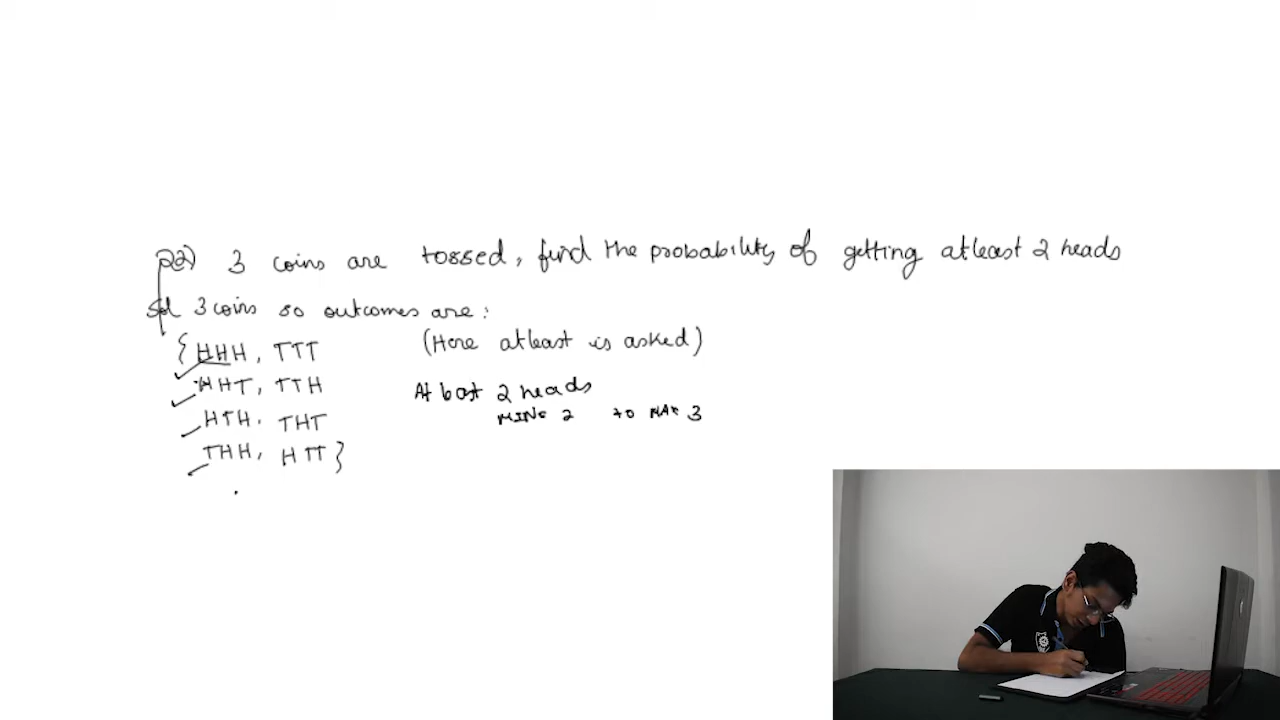 Q2) 3 coins are tossed, find the probability of getting atleast 2 heads
Sol 3 coins so outcomes are:
{HHH, TTT
(Here atleast is asked)
HHT, TTH
At least 2 heads
HTH, THT
MIN 2 to MAX 3
THH, HTT}